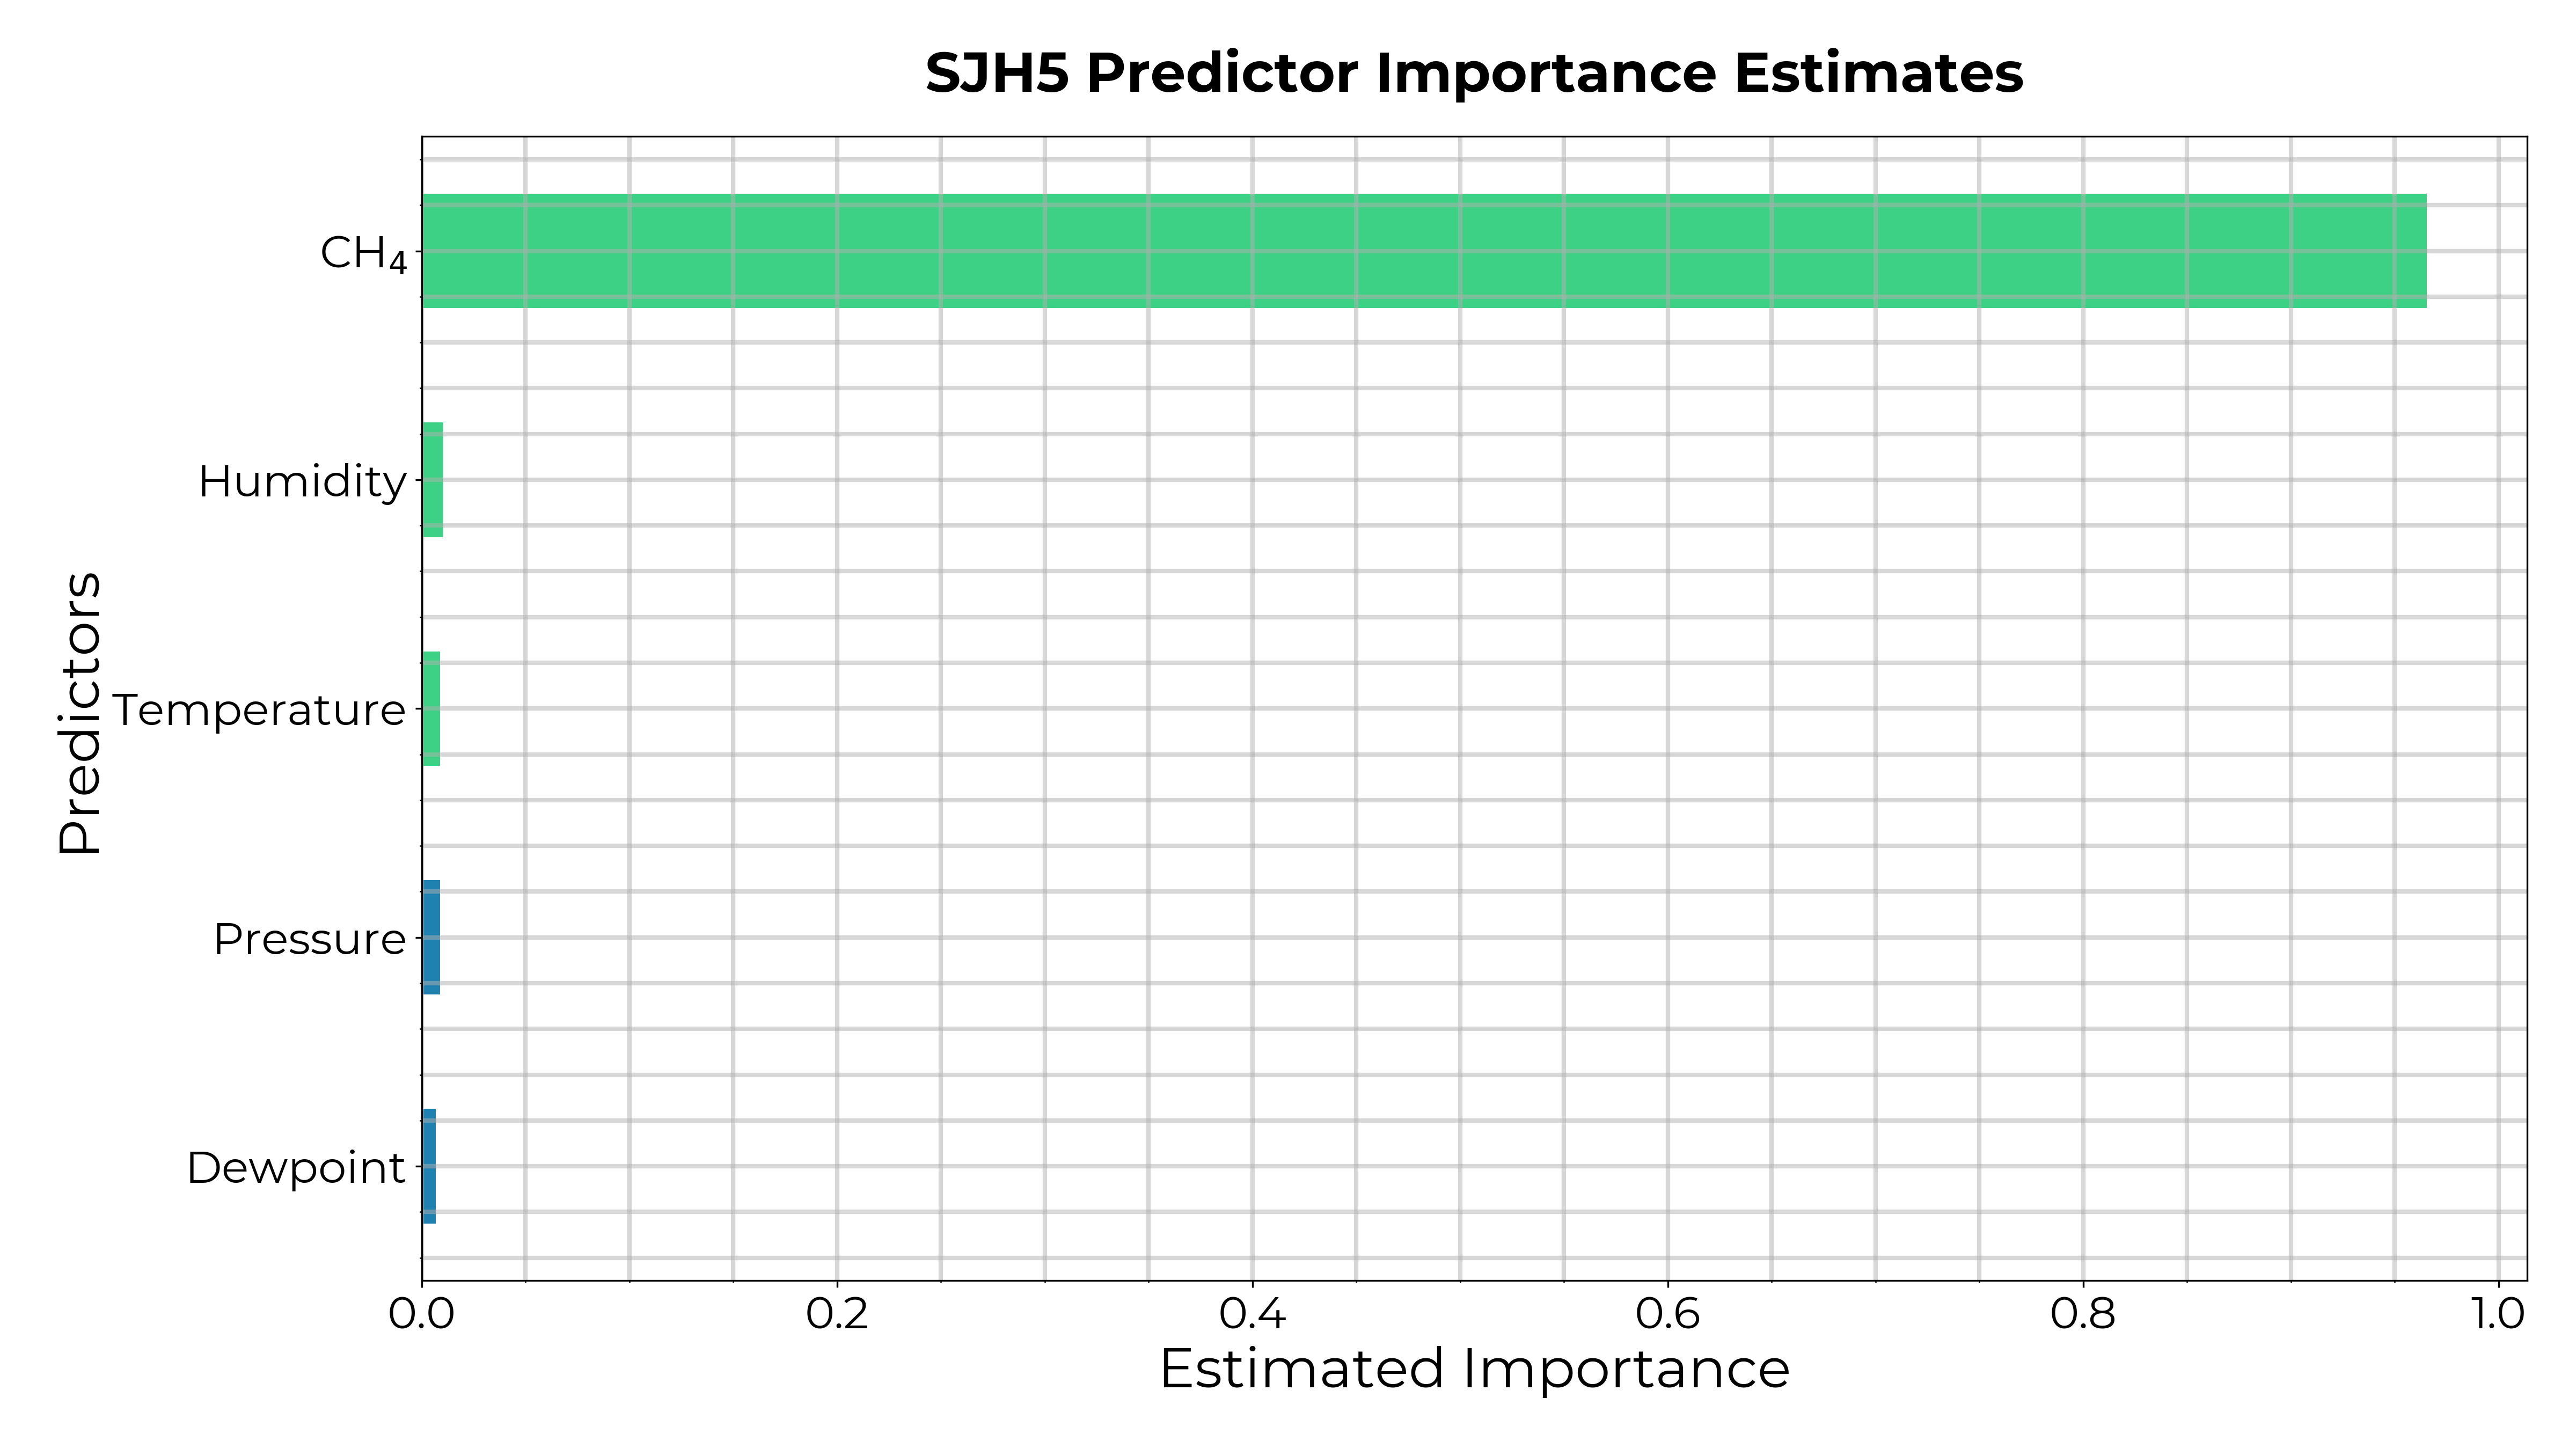 SJH5 Predictor Importance Estimates
Predictors
CH₄
Humidity
Temperature
Pressure
Dewpoint
0.0 0.2 0.4 0.6 0.8 1.0
Estimated Importance